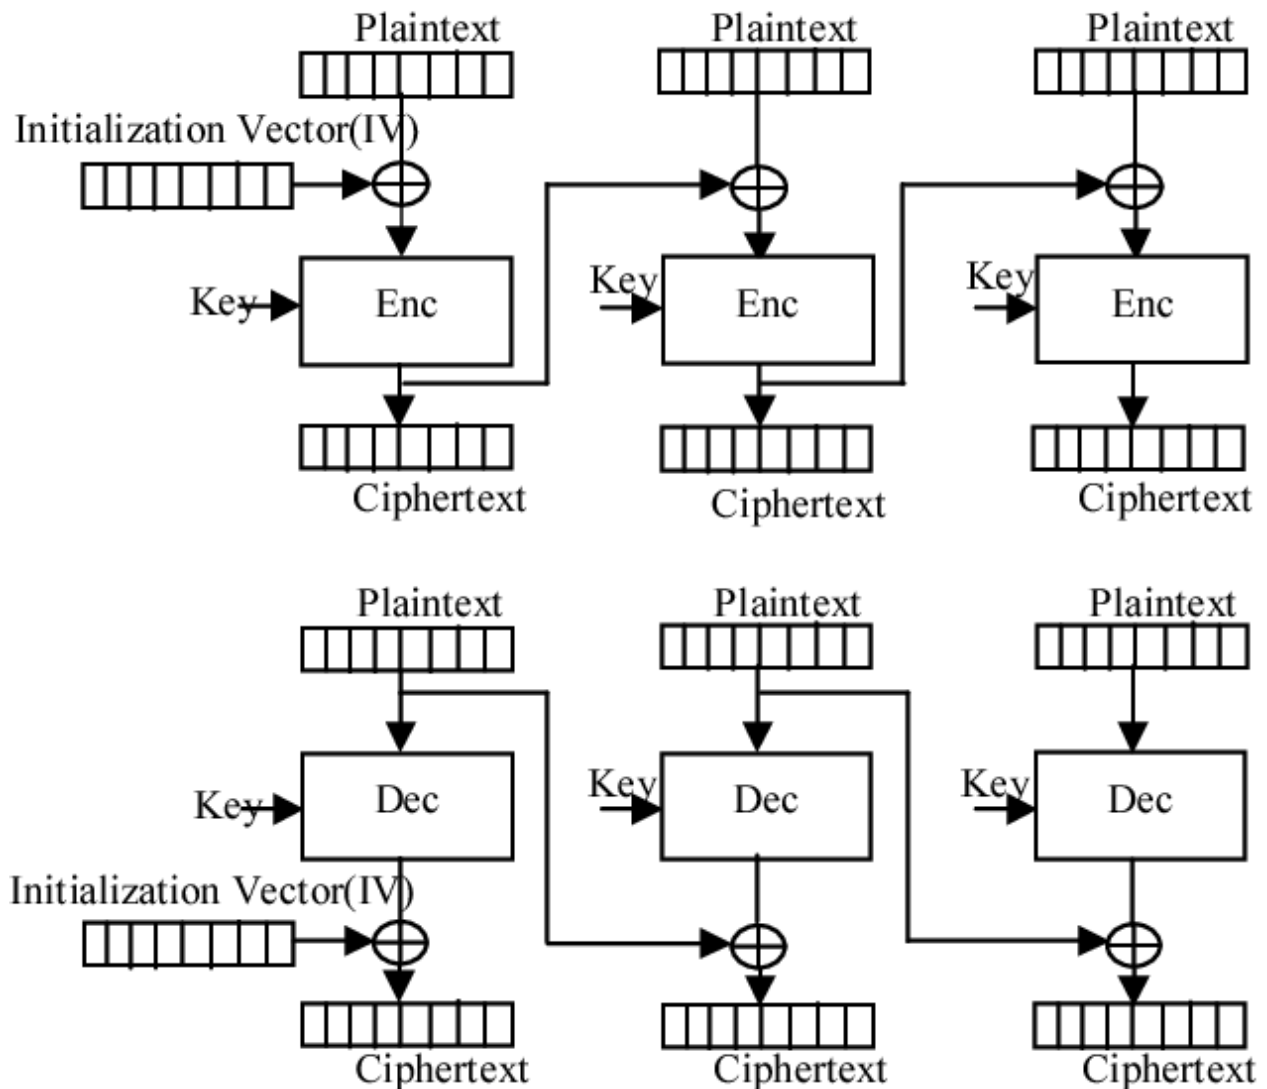 Plaintext Plaintext Plaintext
Initialization Vector(IV)
Key Enc Key Enc Key Enc
Ciphertext Ciphertext Ciphertext
Plaintext Plaintext Plaintext
Key Dec Key Dec Key Dec
Initialization Vector(IV)
Ciphertext Ciphertext Ciphertext